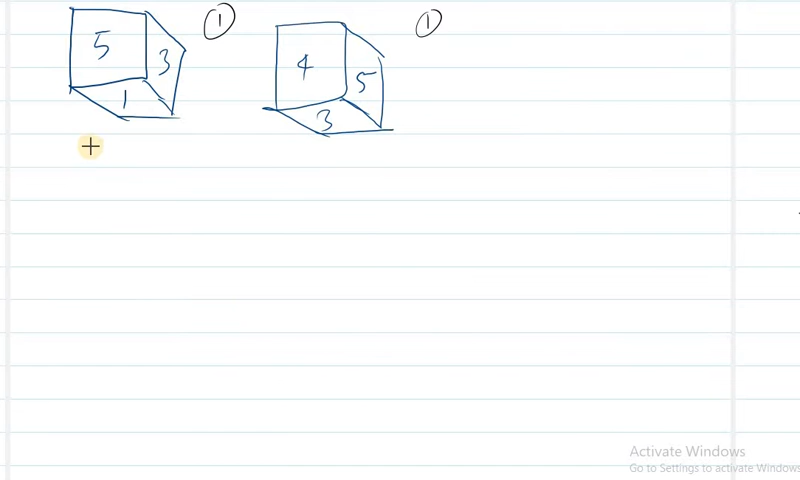 5 3 1 ①
4 5 3 ①
Activate Windows
Go to Settings to activate Windows